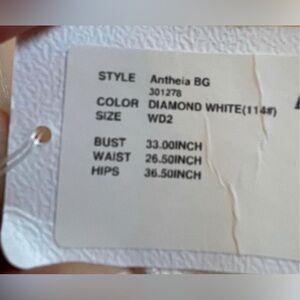 STYLE Antheia BG
301278
COLOR DIAMOND WHITE(114#)
SIZE WD2
BUST 33.00INCH
WAIST 26.50INCH
HIPS 36.50INCH